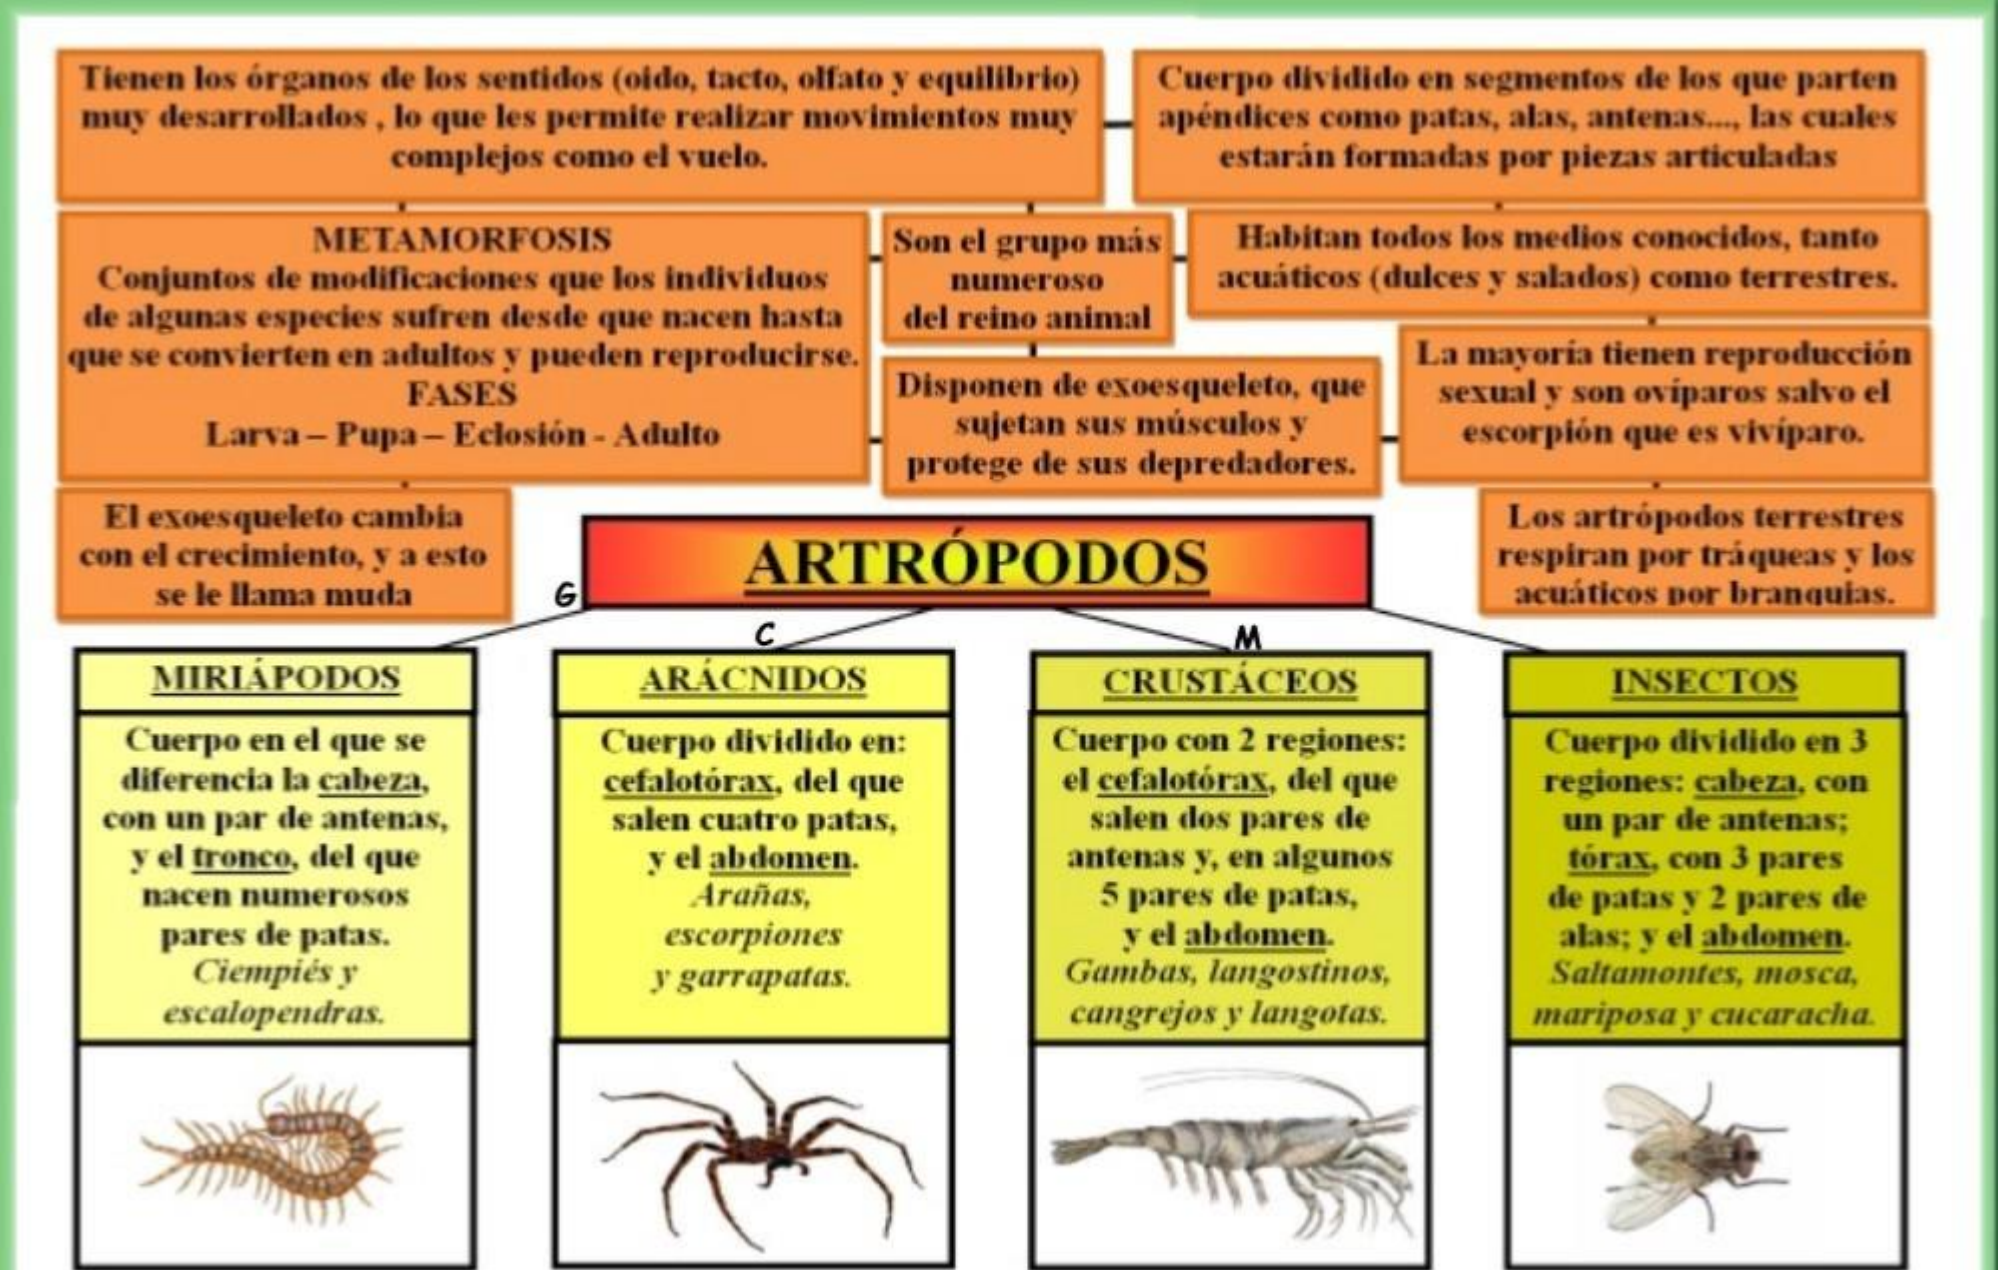 Tienen los órganos de los sentidos (oido, tacto, olfato y equilibrio)
muy desarrollados , lo que les permite realizar movimientos muy
complejos como el vuelo.
Cuerpo dividido en segmentos de los que parten
apéndices como patas, alas, antenas..., las cuales
estarán formadas por piezas articuladas
METAMORFOSIS
Conjuntos de modificaciones que los individuos
de algunas especies sufren desde que nacen hasta
que se convierten en adultos y pueden reproducirse.
FASES
Larva – Pupa – Eclosión - Adulto
Son el grupo más
numeroso
del reino animal
Habitan todos los medios conocidos, tanto
acuáticos (dulces y salados) como terrestres.
Disponen de exoesqueleto, que
sujetan sus músculos y
protege de sus depredadores.
La mayoría tienen reproducción
sexual y son ovíparos salvo el
escorpión que es vivíparo.
El exoesqueleto cambia
con el crecimiento, y a esto
se le llama muda
Los artrópodos terrestres
respiran por tráqueas y los
acuáticos por branquias.
ARTRÓPODOS
G
C
M
MIRIÁPODOS
Cuerpo en el que se
diferencia la cabeza,
con un par de antenas,
y el tronco, del que
nacen numerosos
pares de patas.
Ciempiés y
escalopendras.
ARÁCNIDOS
Cuerpo dividido en:
cefalotórax, del que
salen cuatro patas,
y el abdomen.
Arañas,
escorpiones
y garrapatas.
CRUSTÁCEOS
Cuerpo con 2 regiones:
el cefalotórax, del que
salen dos pares de
antenas y, en algunos
5 pares de patas,
y el abdomen.
Gambas, langostinos,
cangrejos y langotas.
INSECTOS
Cuerpo dividido en 3
regiones: cabeza, con
un par de antenas;
tórax, con 3 pares
de patas y 2 pares de
alas; y el abdomen.
Saltamontes, mosca,
mariposa y cucaracha.